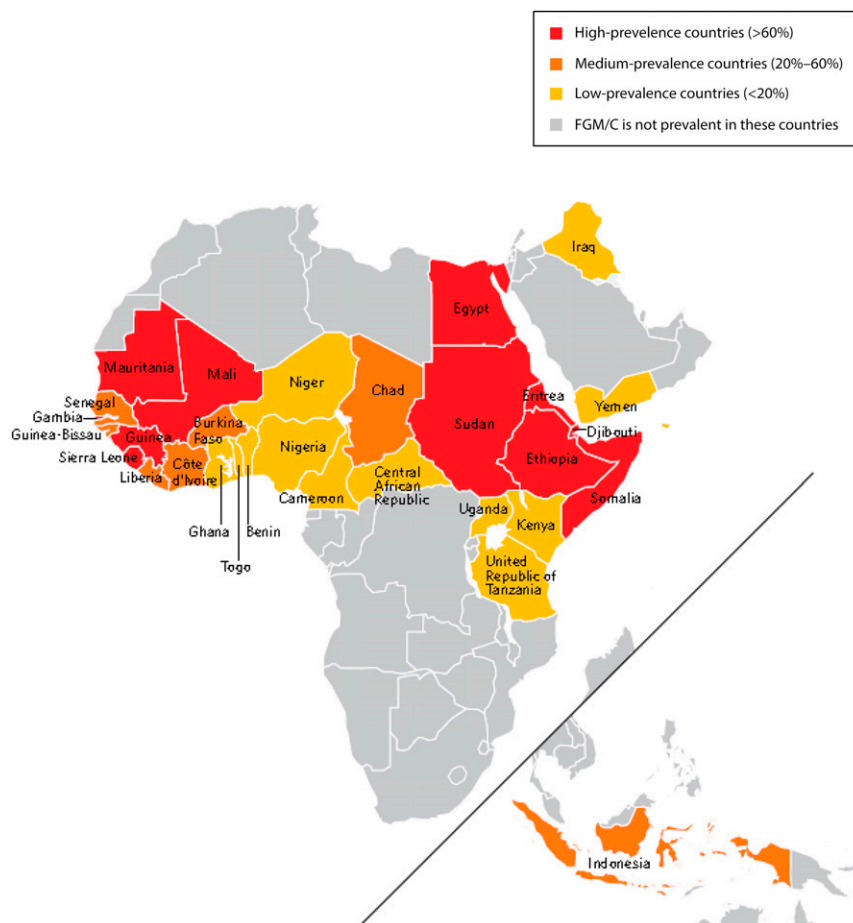 High-prevelence countries (>60%)
Medium-prevalence countries (20%–60%)
Low-prevalence countries (<20%)
FGM/C is not prevalent in these countries
Iraq
Egypt
Mauritania
Mali
Niger
Chad
Sudan
Eritrea
Yemen
Djibouti
Senegal
Gambia
Guinea-Bissau
Guinea
Sierra Leone
Liberia
Côte
d'Ivoire
Burkina
Faso
Nigeria
Ghana
Togo
Benin
Cameroon
Central
African
Republic
Ethiopia
Somalia
Uganda
Kenya
United
Republic of
Tanzania
Indonesia